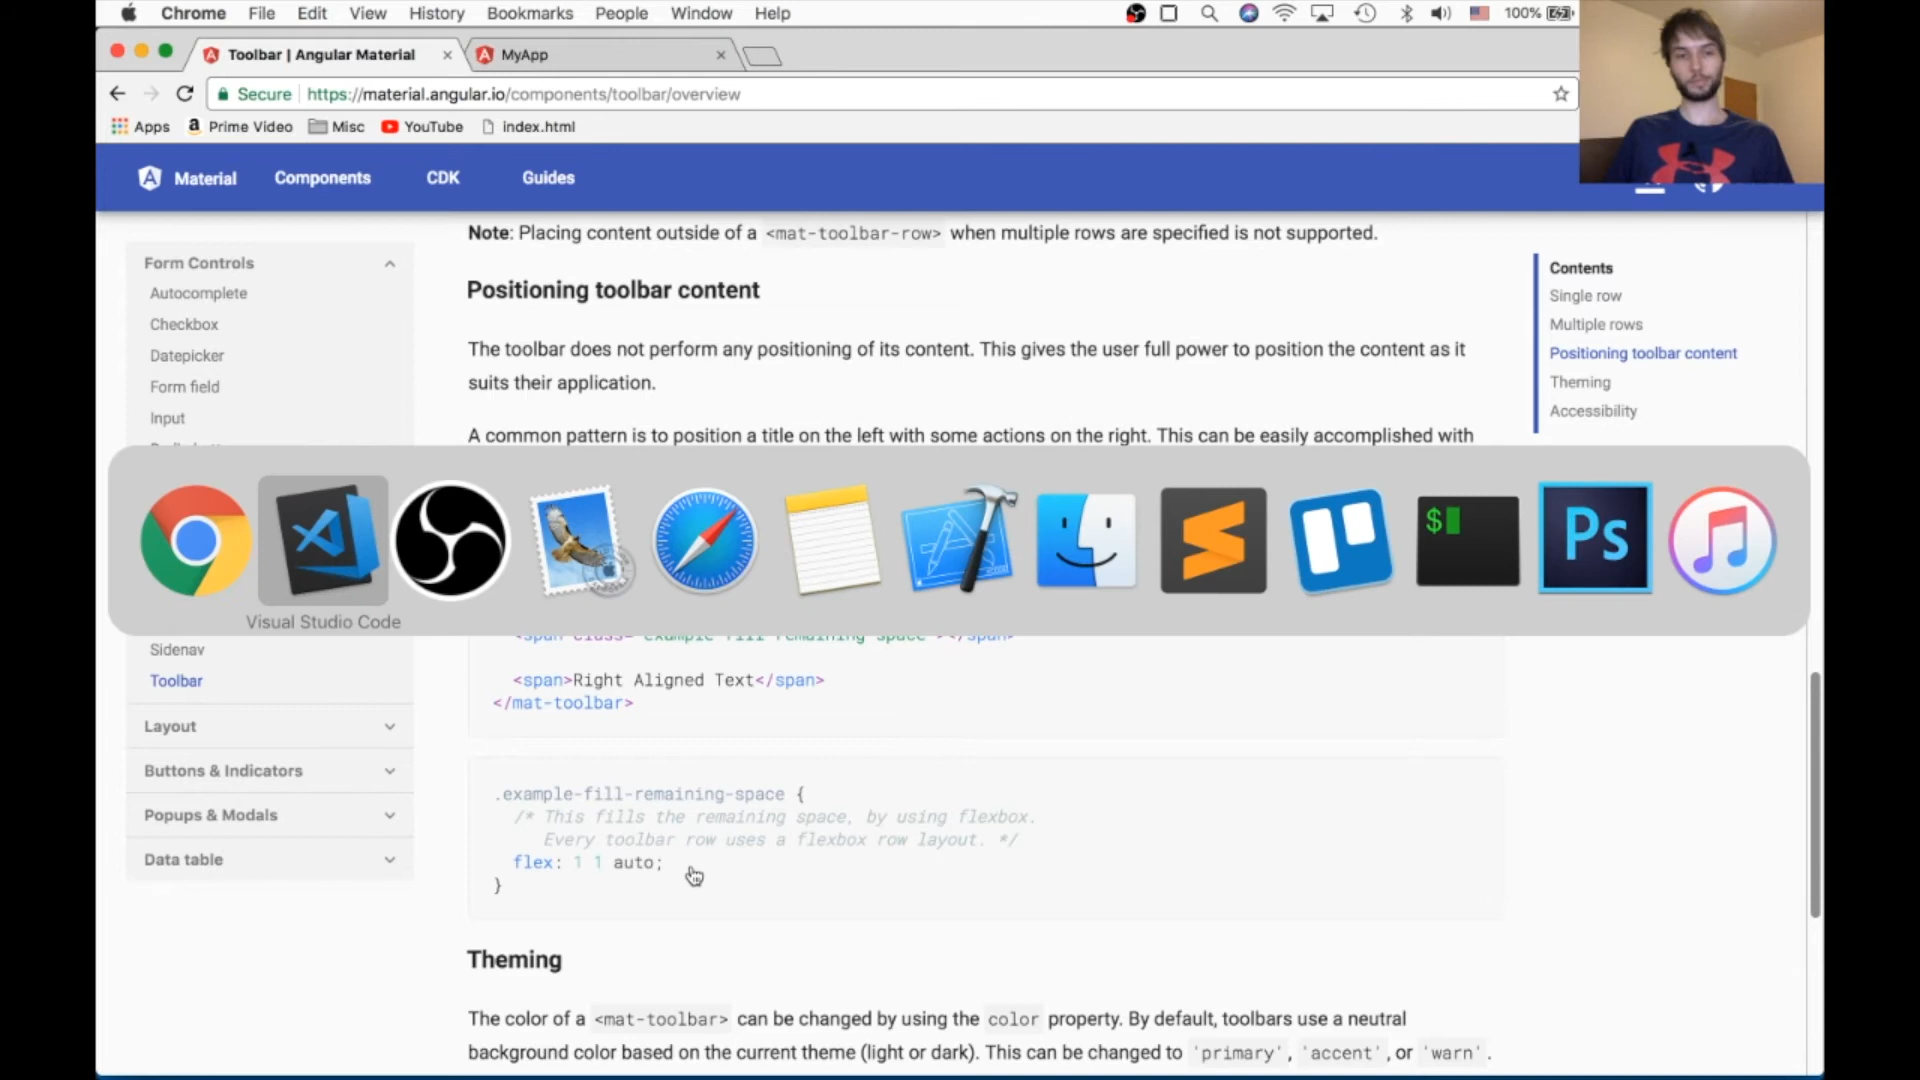 Chrome File Edit View History Bookmarks People Window Help 100%
Toolbar | Angular Material × MyApp ×
Secure https://material.angular.io/components/toolbar/overview
Apps Prime Video Misc YouTube index.html
Material Components CDK Guides
Note: Placing content outside of a <mat-toolbar-row> when multiple rows are specified is not supported.
Form Controls
Autocomplete
Checkbox
Datepicker
Form field
Input
Positioning toolbar content
The toolbar does not perform any positioning of its content. This gives the user full power to position the content as it
suits their application.
A common pattern is to position a title on the left with some actions on the right. This can be easily accomplished with
Contents
Single row
Multiple rows
Positioning toolbar content
Theming
Accessibility
$
Ps
Visual Studio Code
Sidenav
Toolbar
Layout
Buttons & Indicators
Popups & Modals
Data table
<span>Right Aligned Text</span>
</mat-toolbar>
.example-fill-remaining-space {
/* This fills the remaining space, by using flexbox.
Every toolbar row uses a flexbox row layout. */
flex: 1 1 auto;
}
Theming
The color of a <mat-toolbar> can be changed by using the color property. By default, toolbars use a neutral
background color based on the current theme (light or dark). This can be changed to 'primary', 'accent', or 'warn'.